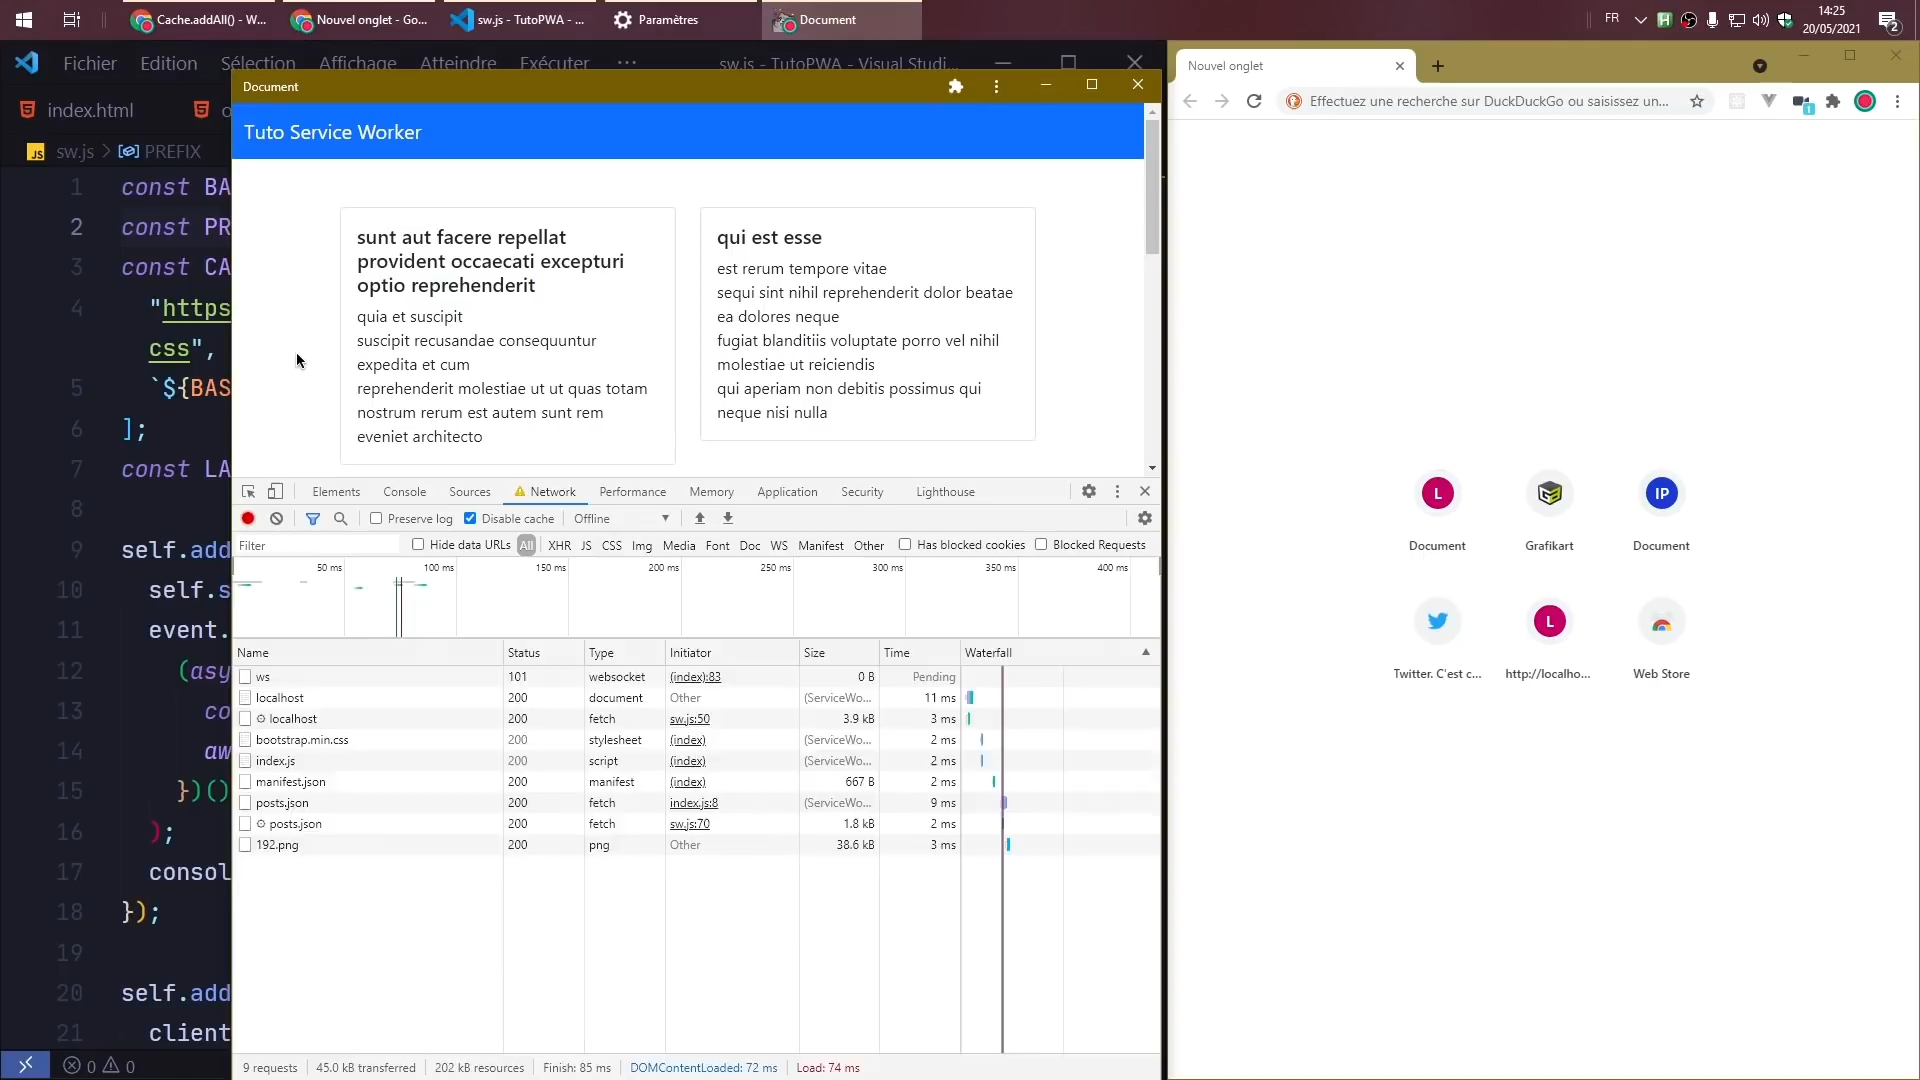 Cache.addAll() - W...
Nouvel onglet - Go...
sw.js - TutoPWA - ...
Paramètres
Document
FR
14:25
20/05/2021
2
Fichier
Edition
Sélection
Affichage
Atteindre
Exécuter
...
sw.js - TutoPWA - Visual Studi...
index.html
JS sw.js > PREFIX
1 const BA
2 const PR
3 const CA
4 "https
css",
5 `${BAS
6 ];
7 const LA
8
9 self.add
10 self.s
11 event.
12 (asy
13 co
14 aw
15 })()
16 );
17 consol
18 });
19
20 self.add
21 client
0 0
Document
Tuto Service Worker
sunt aut facere repellat
provident occaecati excepturi
optio reprehenderit
quia et suscipit
suscipit recusandae consequuntur
expedita et cum
reprehenderit molestiae ut ut quas totam
nostrum rerum est autem sunt rem
eveniet architecto
qui est esse
est rerum tempore vitae
sequi sint nihil reprehenderit dolor beatae
ea dolores neque
fugiat blanditiis voluptate porro vel nihil
molestiae ut reiciendis
qui aperiam non debitis possimus qui
neque nisi nulla
Elements
Console
Sources
Network
Performance
Memory
Application
Security
Lighthouse
Preserve log
Disable cache
Offline
Filter
Hide data URLs
All
XHR
JS
CSS
Img
Media
Font
Doc
WS
Manifest
Other
Has blocked cookies
Blocked Requests
50 ms
100 ms
150 ms
200 ms
250 ms
300 ms
350 ms
400 ms
Name Status Type Initiator Size Time Waterfall
ws 101 websocket (index):83 0 B Pending
localhost 200 document Other (ServiceWo... 11 ms
localhost 200 fetch sw.js:50 3.9 kB 3 ms
bootstrap.min.css 200 stylesheet (index) (ServiceWo... 2 ms
index.js 200 script (index) (ServiceWo... 2 ms
manifest.json 200 manifest (index) 667 B 2 ms
posts.json 200 fetch index.js:8 (ServiceWo... 9 ms
posts.json 200 fetch sw.js:70 1.8 kB 2 ms
192.png 200 png Other 38.6 kB 3 ms
9 requests
45.0 kB transferred
202 kB resources
Finish: 85 ms
DOMContentLoaded: 72 ms
Load: 74 ms
Nouvel onglet
Effectuez une recherche sur DuckDuckGo ou saisissez un...
1
L
Document
Grafikart
IP
Document
Twitter. C'est c...
L
http://localho...
Web Store